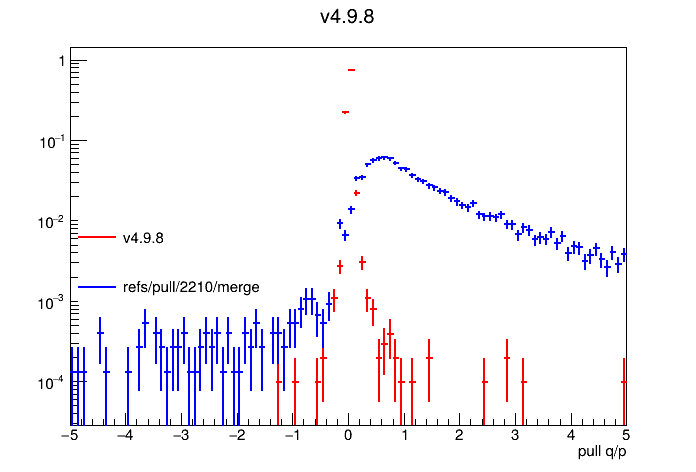 v4.9.8
1
10⁻¹
10⁻²
v4.9.8
refs/pull/2210/merge
10⁻³
10⁻⁴
−5 −4 −3 −2 −1 0 1 2 3 4 5
pull q/p